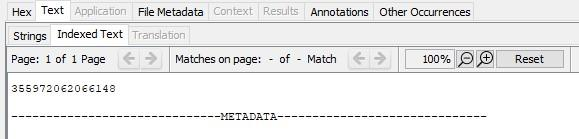 Hex Text Application File Metadata Context Results Annotations Other Occurrences
Strings Indexed Text Translation
Page: 1 of 1 Page Matches on page: - of - Match 100% Reset
355972062066148
------------------------------METADATA------------------------------